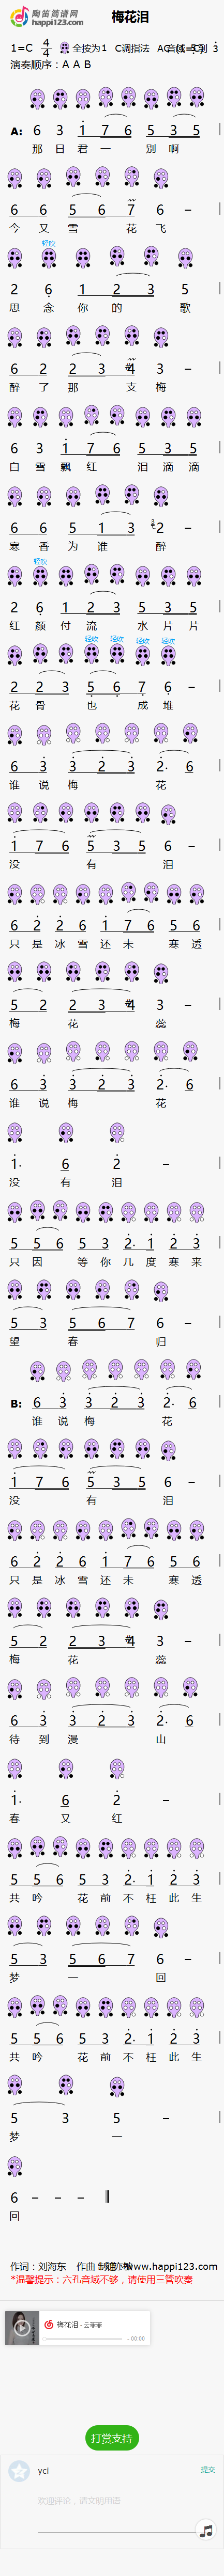 陶笛简谱网
happi123.com
梅花泪
1=C 4/4 全按为1 C调指法
演奏顺序：A A B
A: 6 3 1 7 6 5 3 5
那 日 君 一 别 啊
6 6 5 6 7 6 –
今 又 雪 花 飞
轻吹
2 6 1 2 3 5
思 念 你 的 歌
6 2 2 3 4 3 –
醉 了 那 支 梅
6 3 1 7 6 5 3 5
白 雪 飘 红 泪 滴 滴
6 6 5 1 3 2 –
寒 香 为 谁 醉
轻吹
2 6 1 2 3 5 3 5
红 颜 付 流 水 片 片
轻吹 轻吹 轻吹 轻吹
2 2 3 5 6 7 6 –
花 骨 也 成 堆
6 3 3 2 3 2· 6
谁 说 梅 花
1 7 6 5 3 5 6 –
没 有 泪
6 2 2 6 1 7 6 5 6
只 是 冰 雪 还 未 寒 透
5 2 2 3 4 3 –
梅 花 蕊
6 3 3 2 3 2· 6
谁 说 梅 花
1· 6 2 –
没 有 泪
5 5 6 5 3 2· 1 2 3
只 因 等 你 几 度 寒 来
5 3 5 6 7 6 –
望 春 归
B: 6 3 3 2 3 2· 6
谁 说 梅 花
1 7 6 5 3 5 6 –
没 有 泪
6 2 2 6 1 7 6 5 6
只 是 冰 雪 还 未 寒 透
5 2 2 3 4 3 –
梅 花 蕊
6 3 3 2 3 2· 6
待 到 漫 山
1· 6 2 –
春 又 红
5 5 6 5 3 2· 1 2 3
共 吟 花 前 不 枉 此 生
5 3 5 6 7 6 –
梦 一 回
5 5 6 5 3 2· 1 2 3
共 吟 花 前 不 枉 此 生
5 3 5 –
梦 一
6 – – –
回
作词：刘海东 作曲 www.happi123.com
*温馨提示：六孔音域不够，请使用三管吹奏
梅花泪 - 云菲菲
- 00:00
打赏支持
yci
提交
欢迎评论，请文明用语